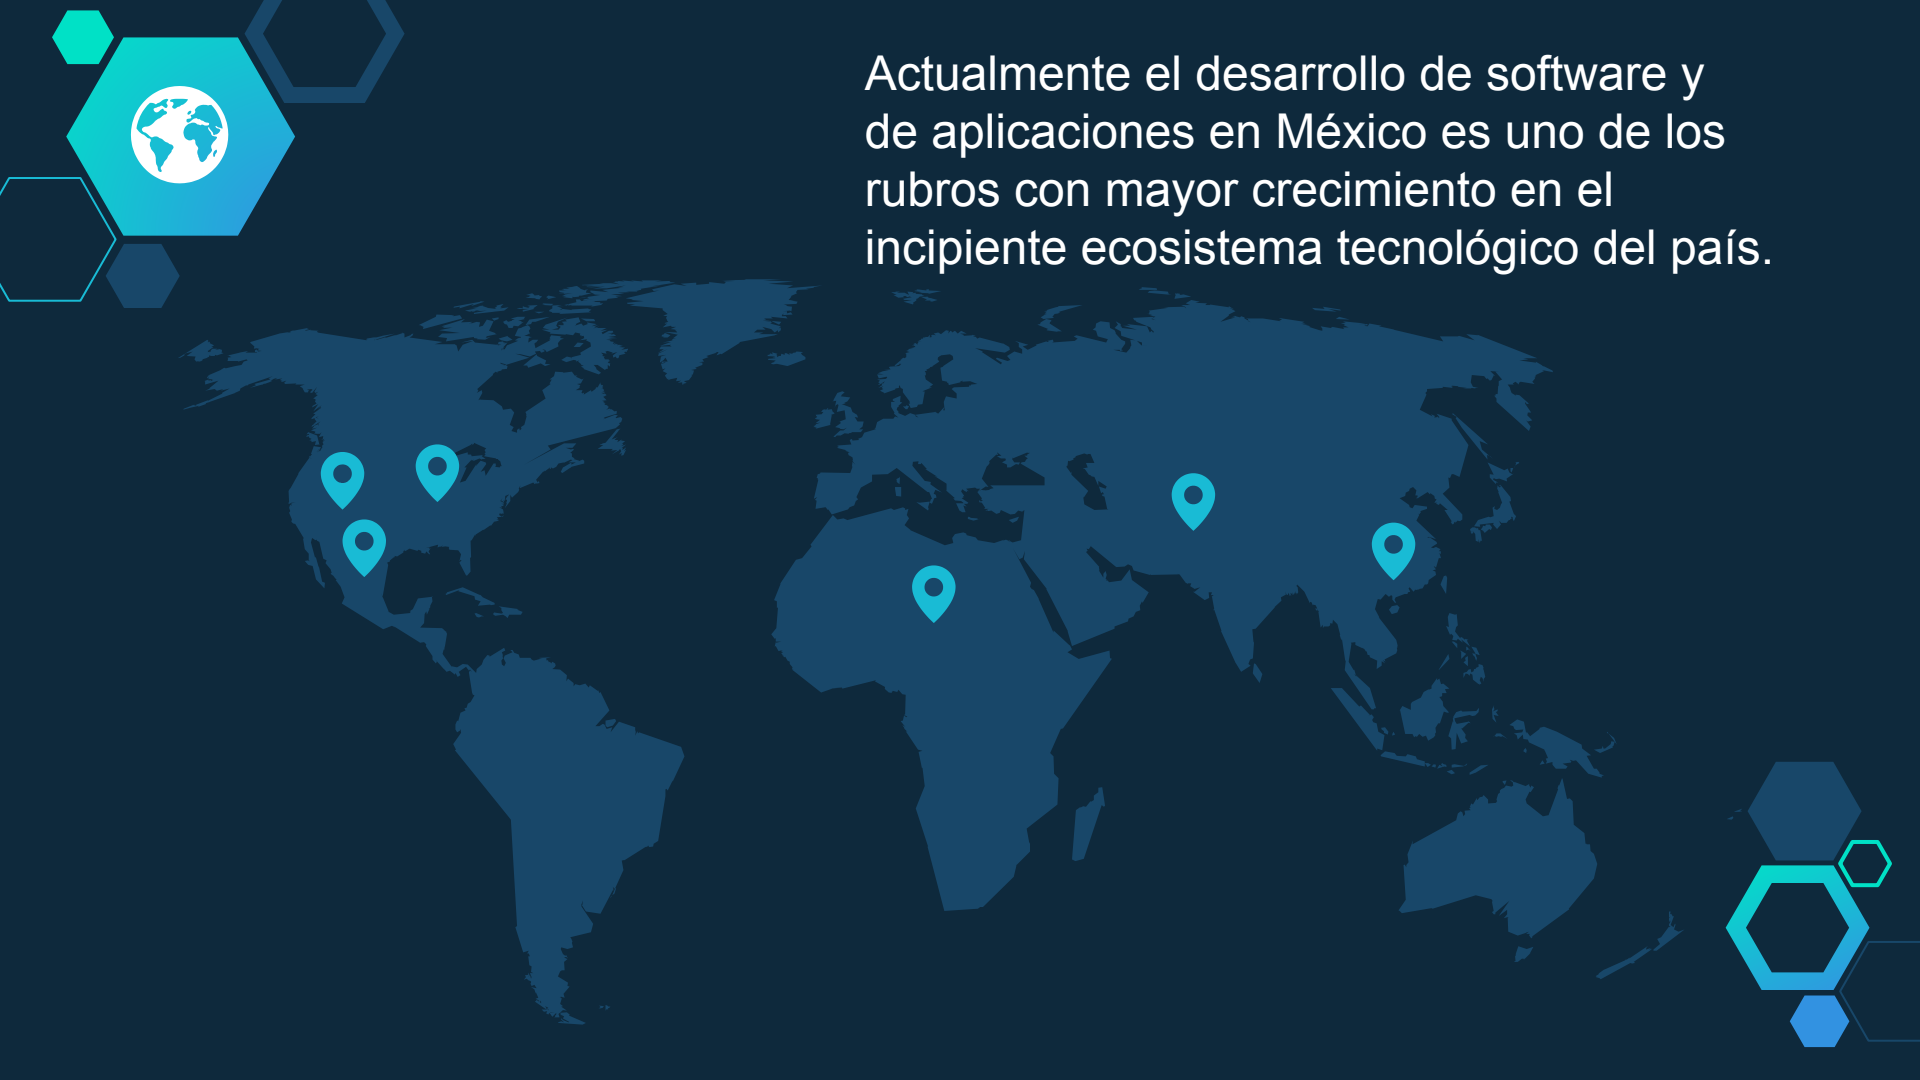 Actualmente el desarrollo de software y
de aplicaciones en México es uno de los
rubros con mayor crecimiento en el
incipiente ecosistema tecnológico del país.